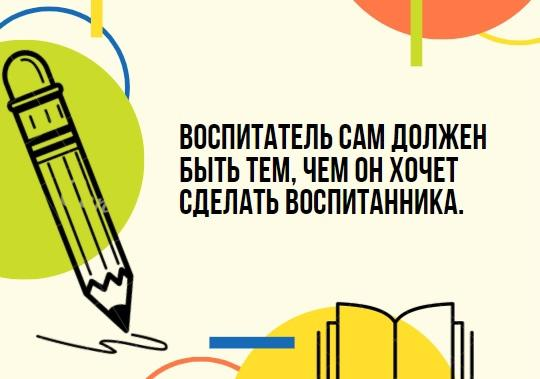 ВОСПИТАТЕЛЬ САМ ДОЛЖЕН
БЫТЬ ТЕМ, ЧЕМ ОН ХОЧЕТ
СДЕЛАТЬ ВОСПИТАННИКА.